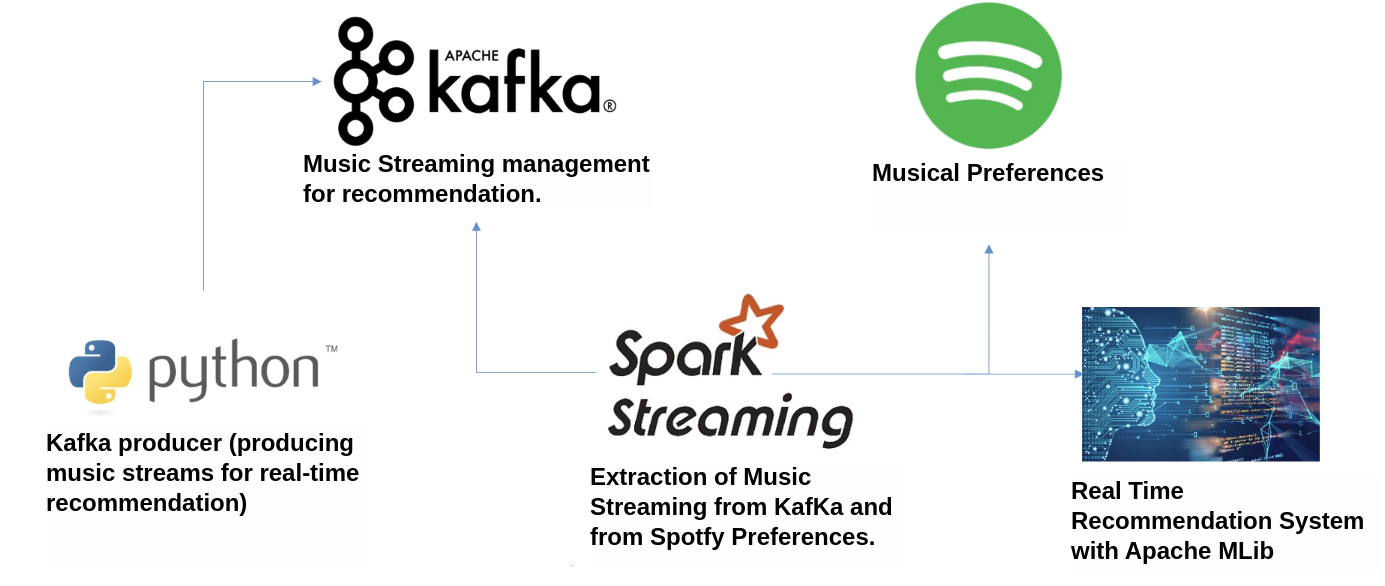 APACHE
kafka®
Music Streaming management
for recommendation.
Musical Preferences
python™
Kafka producer (producing
music streams for real-time
recommendation)
Spark
Streaming
Extraction of Music
Streaming from KafKa and
from Spotfy Preferences.
Real Time
Recommendation System
with Apache MLib